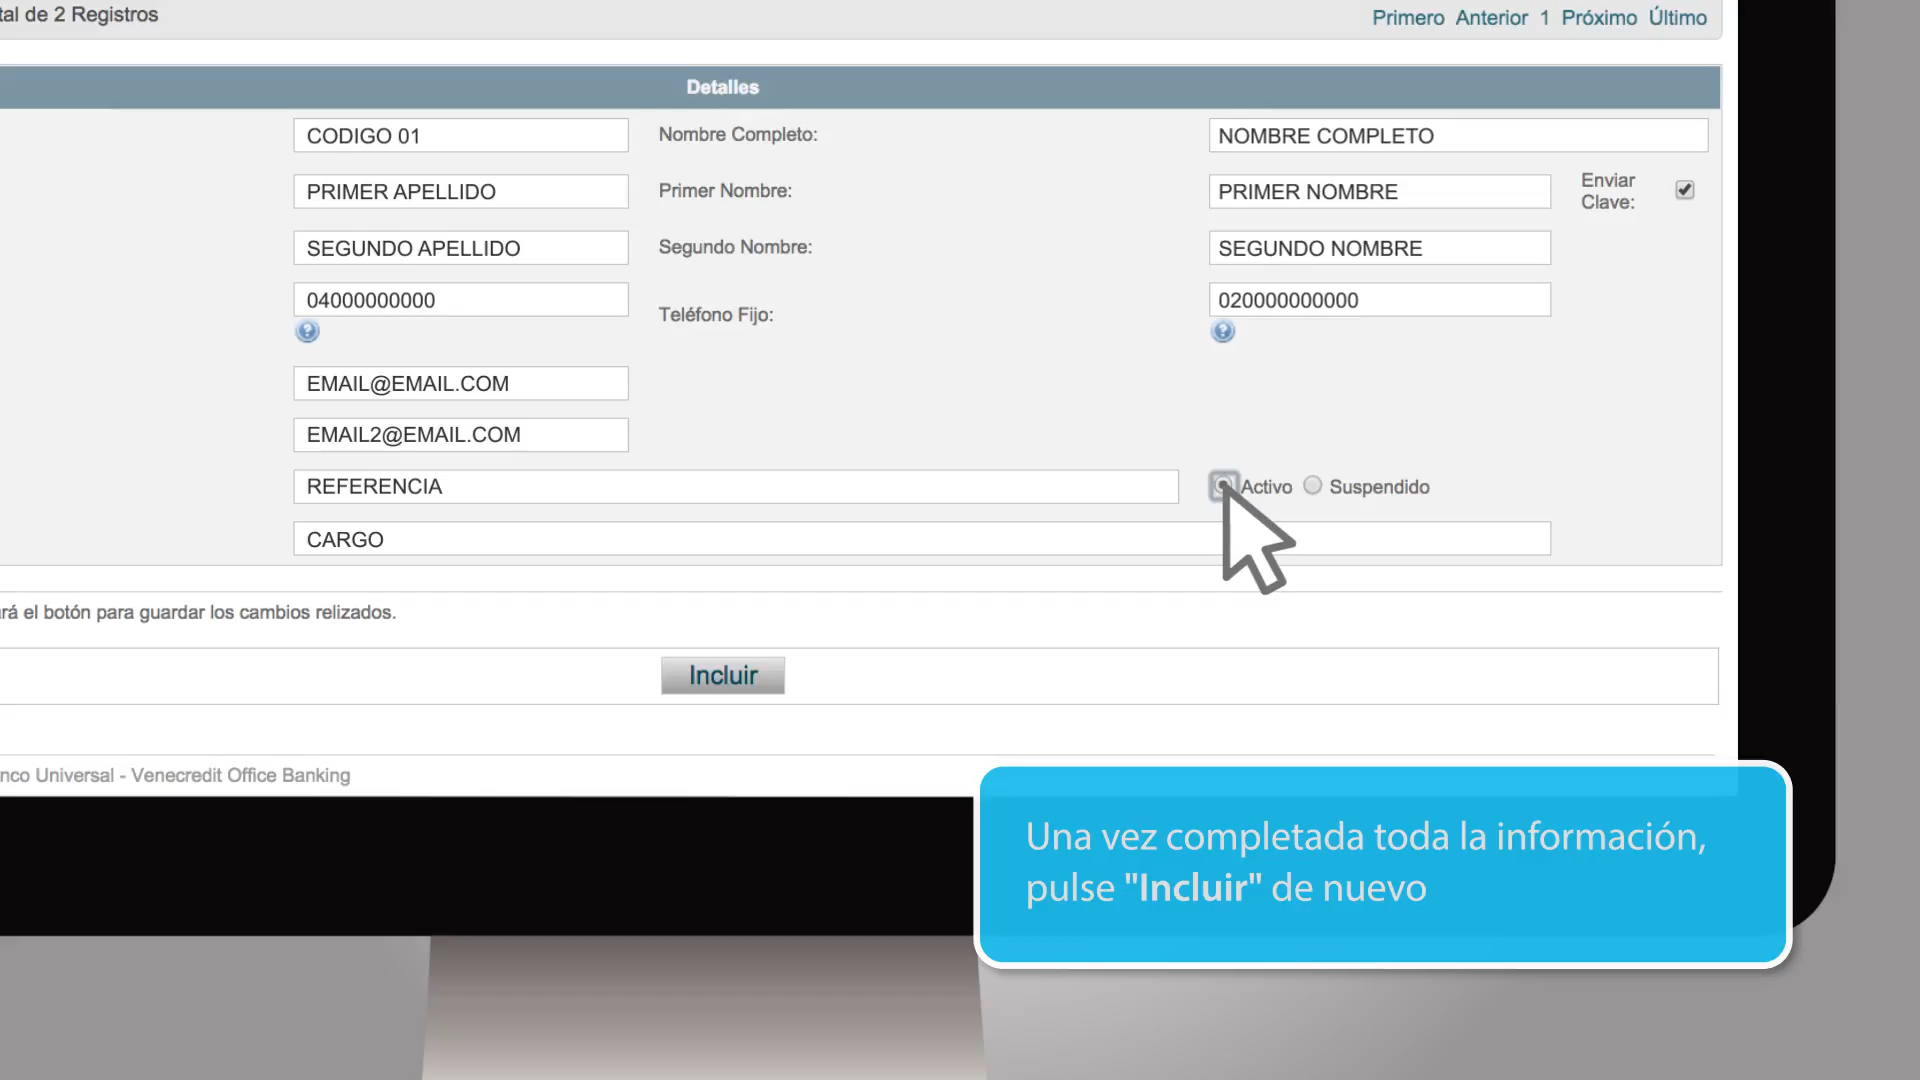 tal de 2 Registros
Primero Anterior 1 Próximo Último
Detalles
CODIGO 01 Nombre Completo: NOMBRE COMPLETO
PRIMER APELLIDO Primer Nombre: PRIMER NOMBRE Enviar
Clave:
SEGUNDO APELLIDO Segundo Nombre: SEGUNDO NOMBRE
04000000000 Teléfono Fijo: 020000000000
EMAIL@EMAIL.COM
EMAIL2@EMAIL.COM
REFERENCIA Activo Suspendido
CARGO
rá el botón para guardar los cambios relizados.
Incluir
nco Universal - Venecredit Office Banking
Una vez completada toda la información,
pulse "Incluir" de nuevo